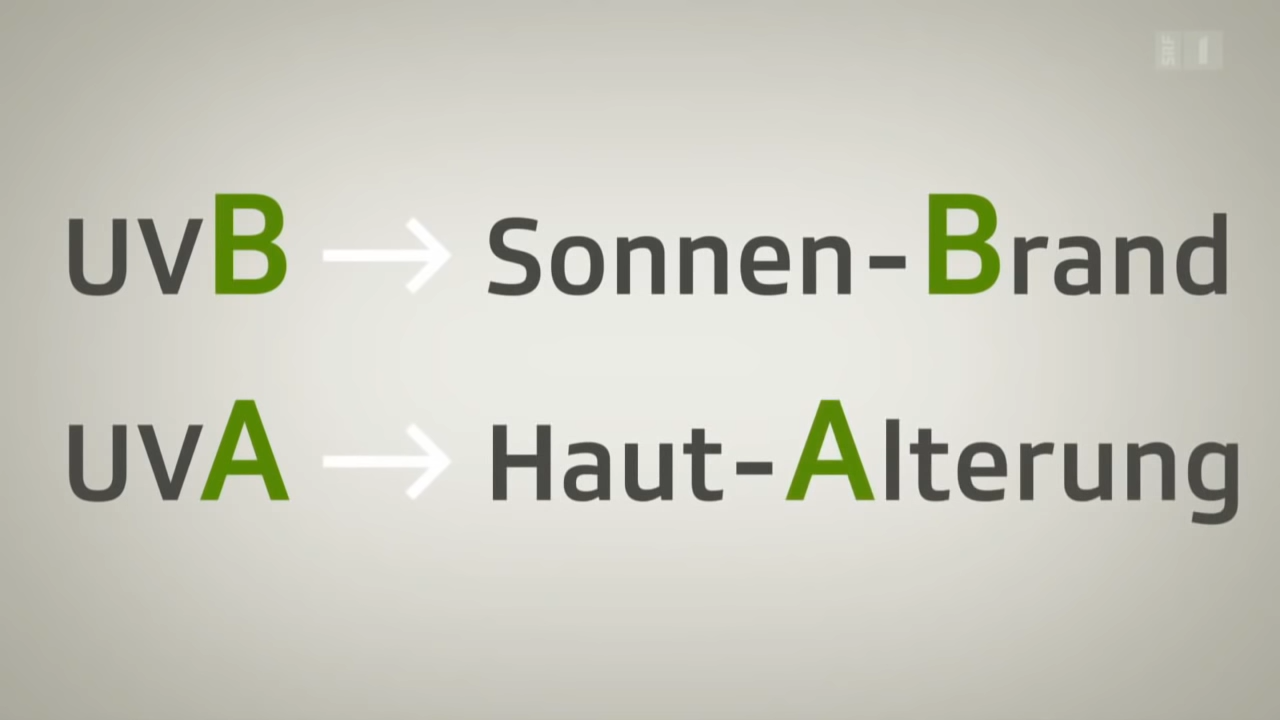 SRF 1
UVB → Sonnen-Brand
UVA → Haut-Alterung